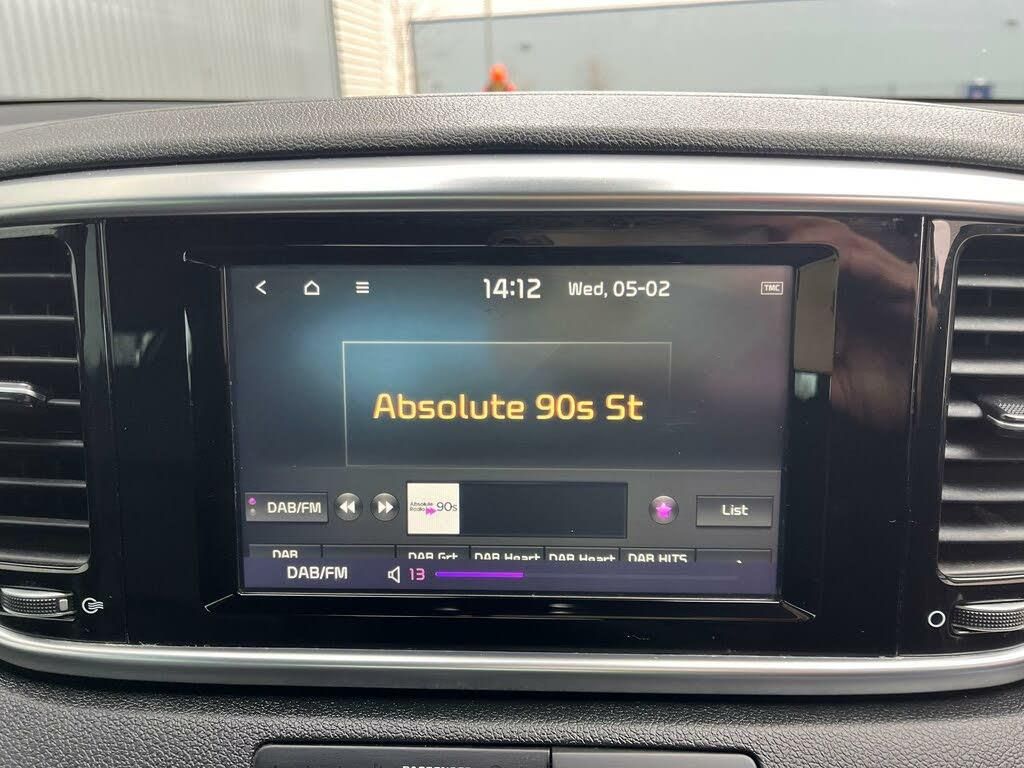 14:12 Wed, 05-02 TMC
Absolute 90s St
DAB/FM
Absolute
Radio 90s
List
DAB
DAB Grt
DAB Heart
DAB Heart
DAB HITS
DAB/FM
13
PASSENGER